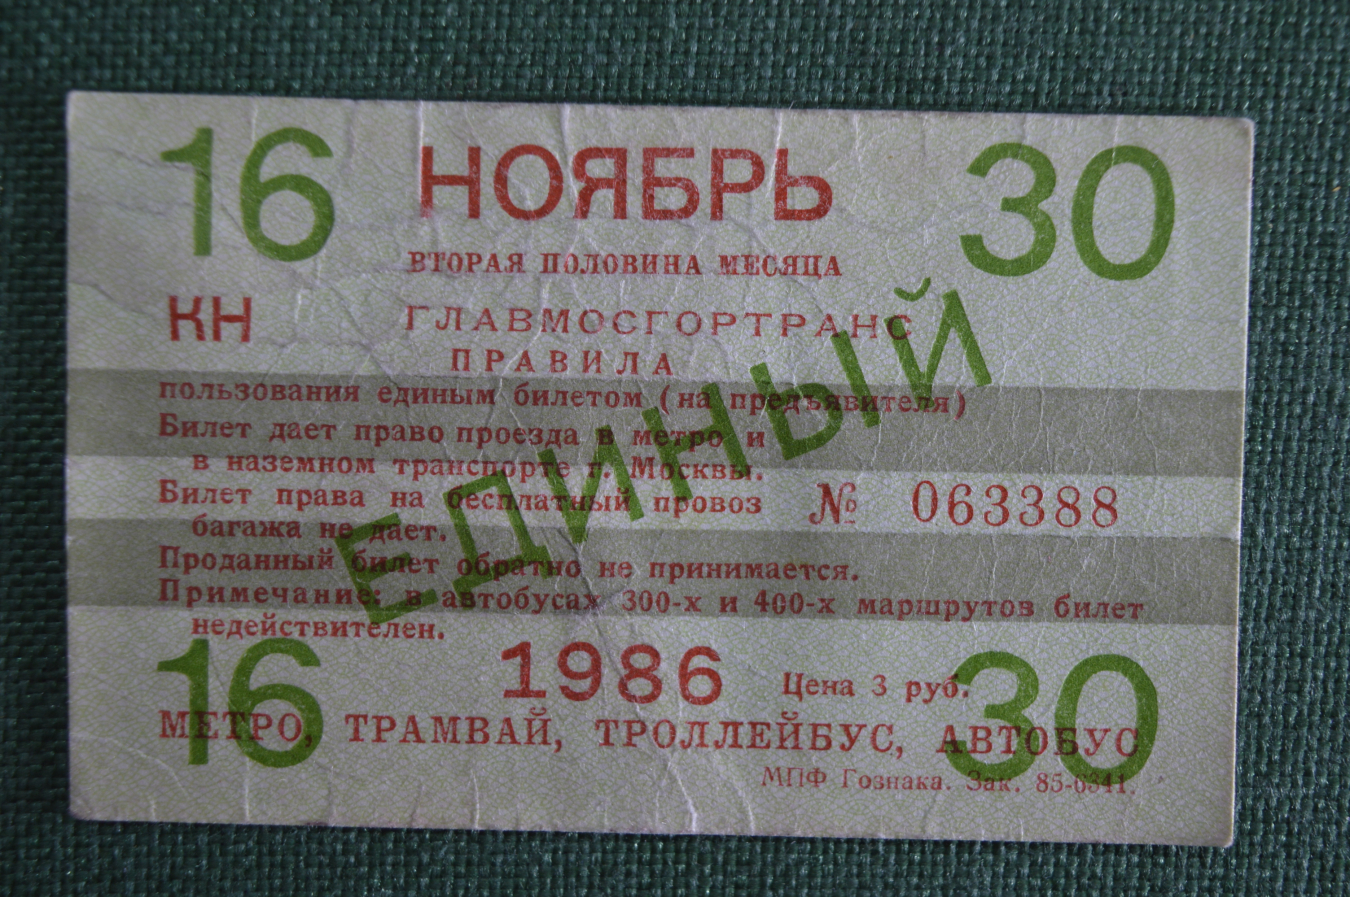 16 НОЯБРЬ 30
ВТОРАЯ ПОЛОВИНА МЕСЯЦА
КН ГЛАВМОСГОРТРАНС
ПРАВИЛА
пользования единым билетом (на предъявителя)
Билет дает право проезда в метро и
в наземном транспорте г. Москвы.
Билет права на бесплатный провоз
багажа не дает.
№ 063388
Проданный билет обратно не принимается.
Примечание: в автобусах 300-х и 400-х маршрутов билет
недействителен.
ЕДИНЫЙ
16 1986 Цена 3 руб. 30
МЕТРО, ТРАМВАЙ, ТРОЛЛЕЙБУС, АВТОБУС
МПФ Гознака. Зак. 85-0341.